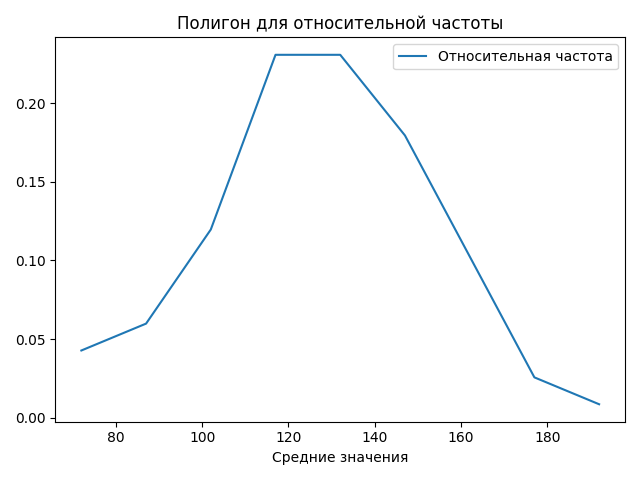 Полигон для относительной частоты
Относительная частота
0.20
0.15
0.10
0.05
0.00
80 100 120 140 160 180
Средние значения